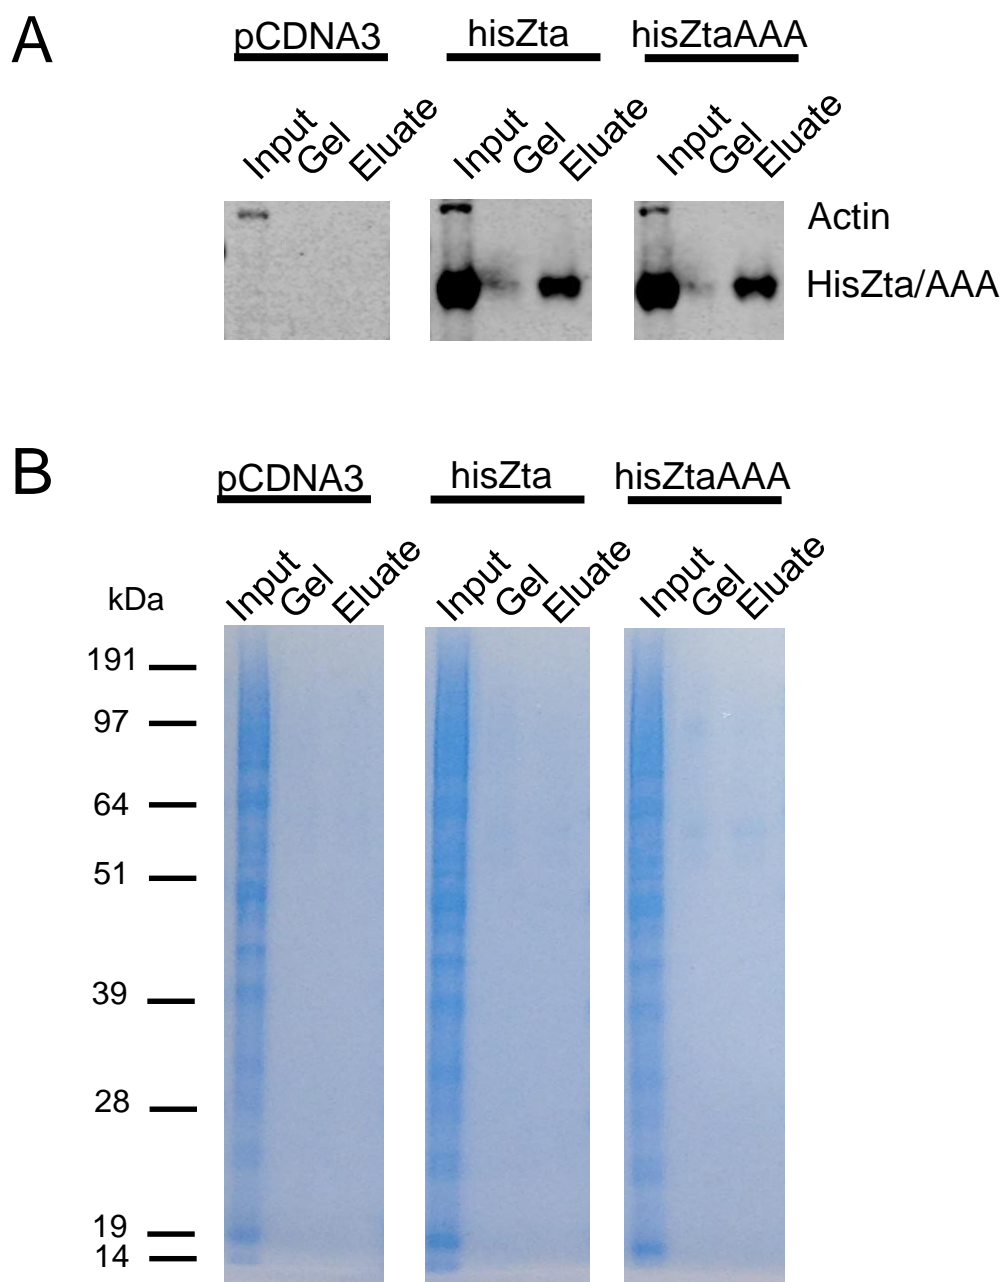 A
pCDNA3 hisZta hisZtaAAA
Input Gel Eluate Input Gel Eluate Input Gel Eluate
Actin
HisZta/AAA
B
pCDNA3 hisZta hisZtaAAA
Input Gel Eluate Input Gel Eluate Input Gel Eluate
kDa
191
97
64
51
39
28
19
14